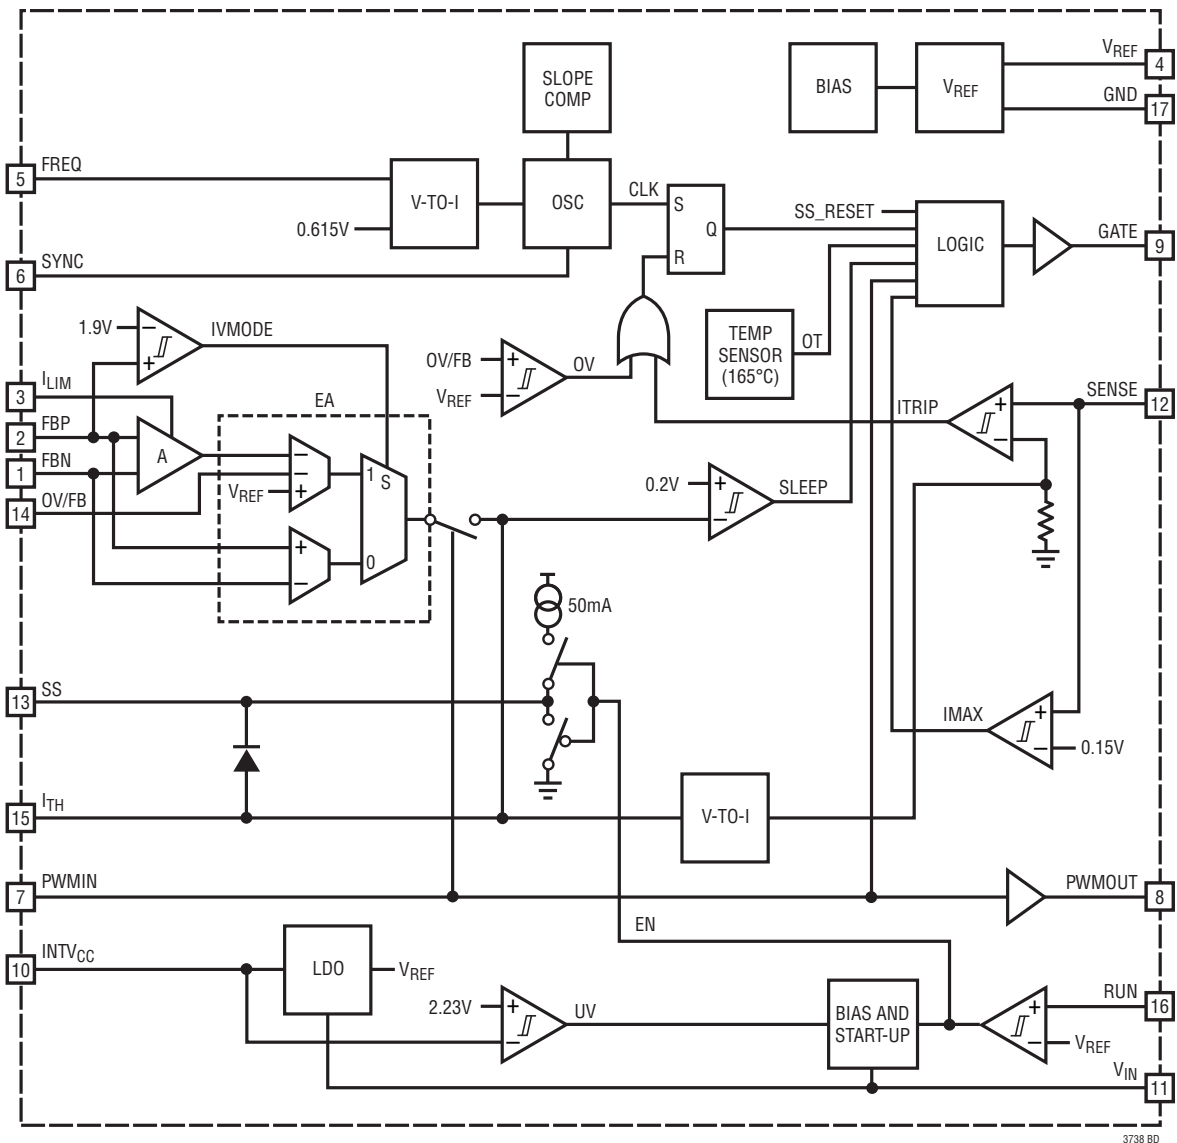 SLOPE
COMP
BIAS
VREF
VREF
4
GND
17
5
FREQ
V-TO-I
OSC
CLK
S
Q
R
0.615V
SS_RESET
LOGIC
GATE
9
6
SYNC
1.9V
−
+
IVMODE
TEMP
SENSOR
(165°C)
OT
OV/FB
+
VREF
−
OV
3
ILIM
2
FBP
1
FBN
14
OV/FB
A
EA
−
−
VREF
+
1
S
+
−
0
ITRIP
+
−
SENSE
12
0.2V
+
−
SLEEP
50mA
13
SS
IMAX
+
−
0.15V
15
ITH
V-TO-I
7
PWMIN
PWMOUT
8
EN
10
INTVCC
LDO
VREF
2.23V
+
−
UV
BIAS AND
START-UP
+
−
RUN
16
VREF
VIN
11
3738 BD